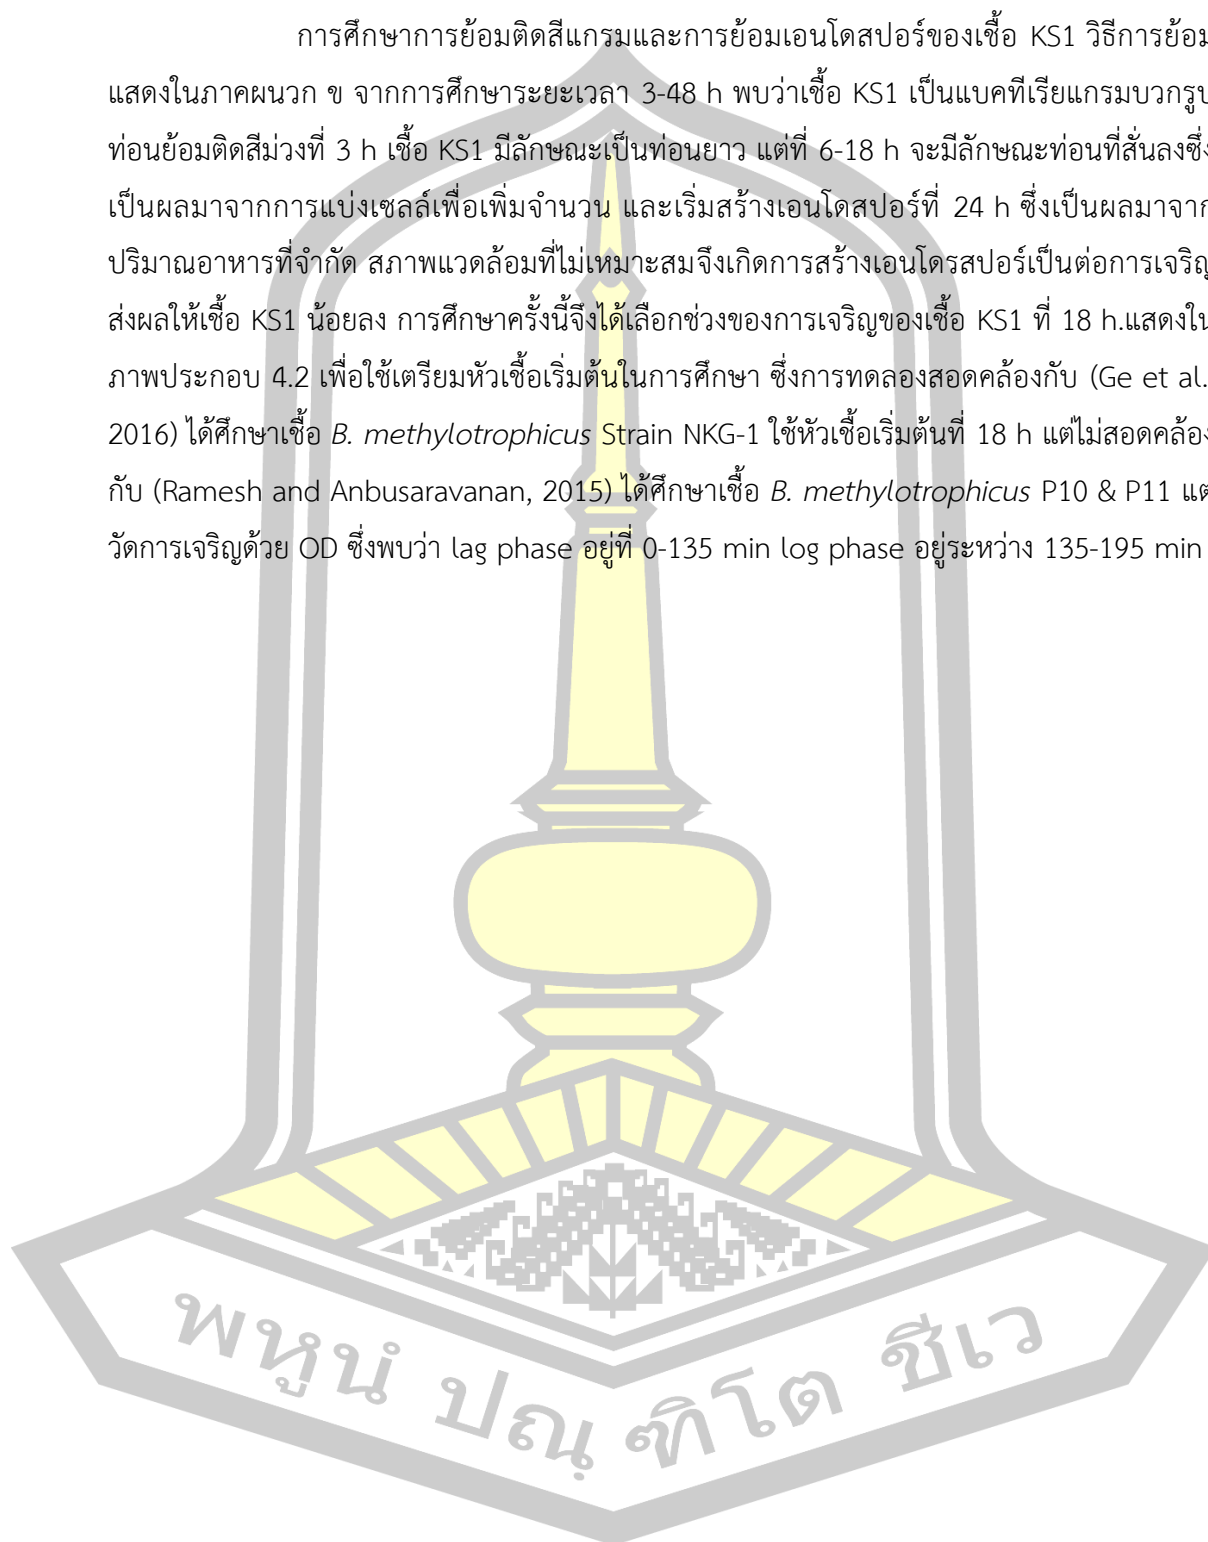 การศึกษาการย้อมติดสีแกรมและการย้อมเอนโดสปอร์ของเชื้อ KS1 วิธีการย้อม
แสดงในภาคผนวก ข จากการศึกษาระยะเวลา 3-48 h พบว่าเชื้อ KS1 เป็นแบคทีเรียแกรมบวกรูป
ท่อนย้อมติดสีม่วงที่ 3 h เชื้อ KS1 มีลักษณะเป็นท่อนยาว แต่ที่ 6-18 h จะมีลักษณะท่อนที่สั่นลงซึ่ง
เป็นผลมาจากการแบ่งเซลล์เพื่อเพิ่มจำนวน และเริ่มสร้างเอนโดสปอร์ที่ 24 h ซึ่งเป็นผลมาจาก
ปริมาณอาหารที่จำกัด สภาพแวดล้อมที่ไม่เหมาะสมจึงเกิดการสร้างเอนโดรสปอร์เป็นต่อการเจริญ
ส่งผลให้เชื้อ KS1 น้อยลง การศึกษาครั้งนี้จึงได้เลือกช่วงของการเจริญของเชื้อ KS1 ที่ 18 h.แสดงใน
ภาพประกอบ 4.2 เพื่อใช้เตรียมหัวเชื้อเริ่มต้นในการศึกษา ซึ่งการทดลองสอดคล้องกับ (Ge et al.
2016) ได้ศึกษาเชื้อ B. methylotrophicus Strain NKG-1 ใช้หัวเชื้อเริ่มต้นที่ 18 h แต่ไม่สอดคล้อง
กับ (Ramesh and Anbusaravanan, 2015) ได้ศึกษาเชื้อ B. methylotrophicus P10 & P11 แต่
วัดการเจริญด้วย OD ซึ่งพบว่า lag phase อยู่ที่ 0-135 min log phase อยู่ระหว่าง 135-195 min
พหูนํ ปณฺฑิโต ชีเว